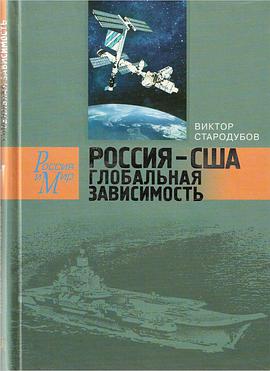 ВИКТОР
СТАРОДУБОВ
РОССИЯ–США
ГЛОБАЛЬНАЯ
ЗАВИСИМОСТЬ
Россия
и Мир